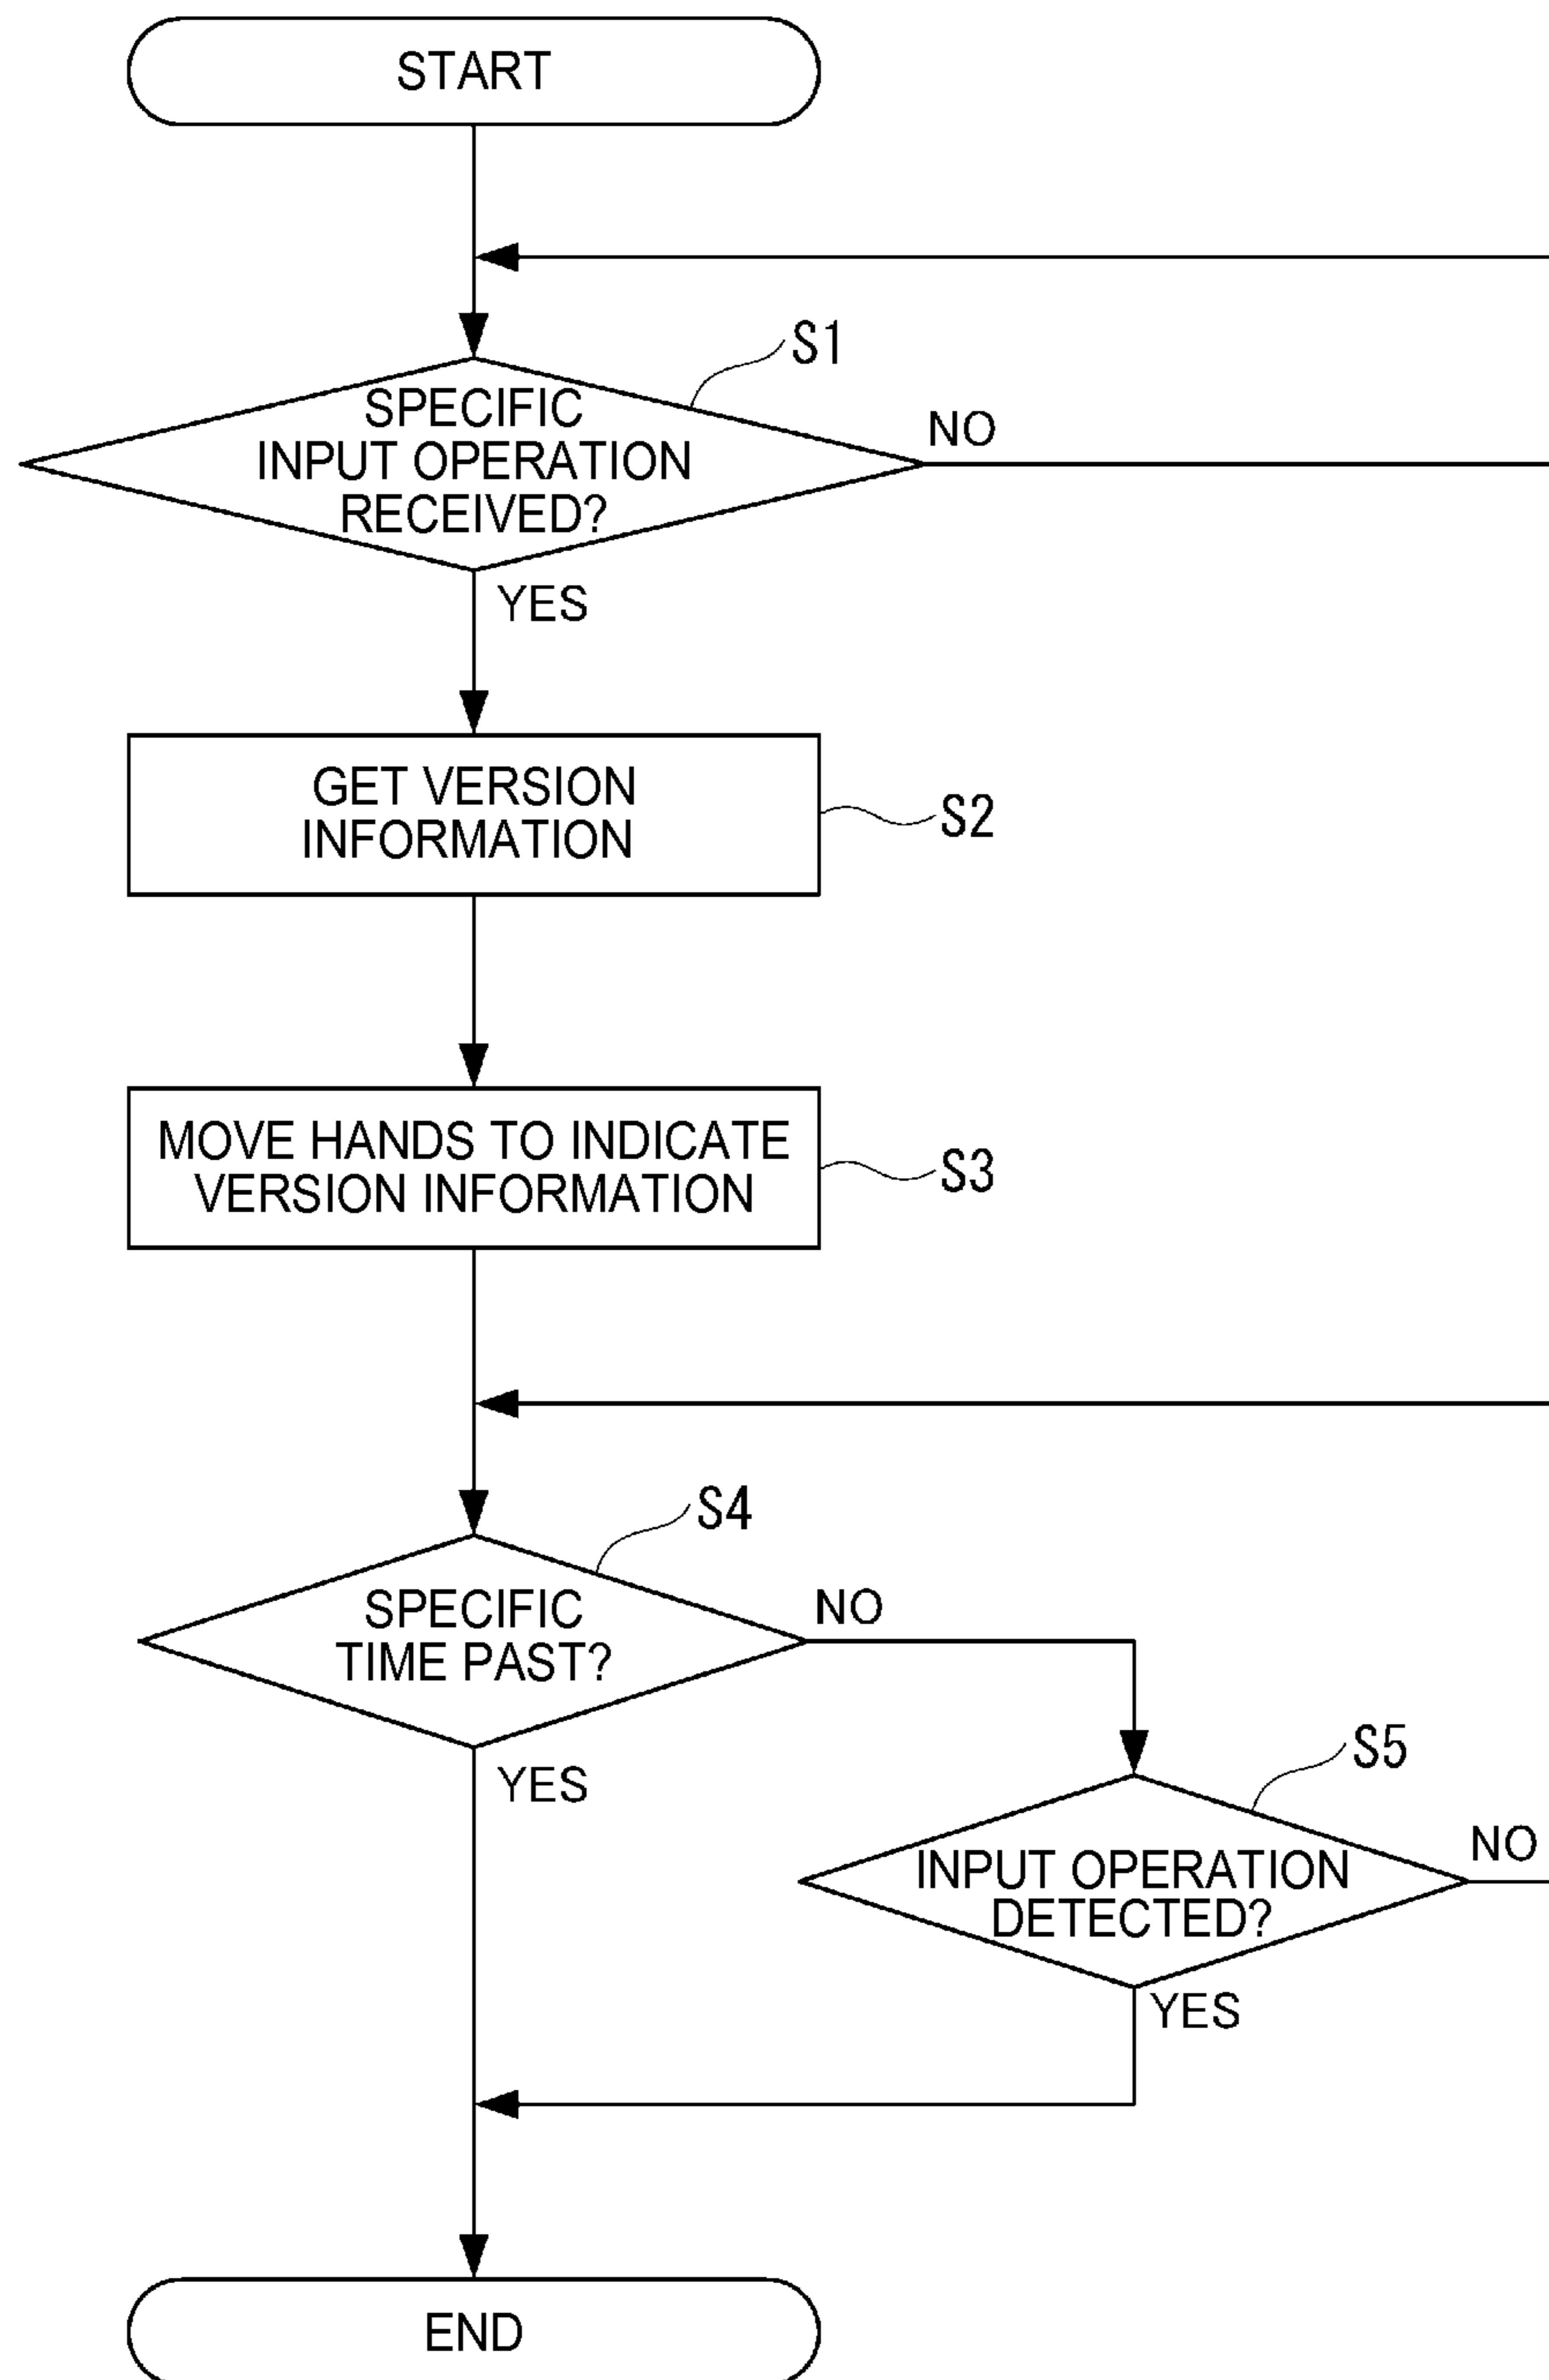 START
S1
SPECIFIC
INPUT OPERATION
RECEIVED?
NO
YES
GET VERSION
INFORMATION
S2
MOVE HANDS TO INDICATE
VERSION INFORMATION
S3
S4
SPECIFIC
TIME PAST?
NO
YES
S5
INPUT OPERATION
DETECTED?
NO
YES
END